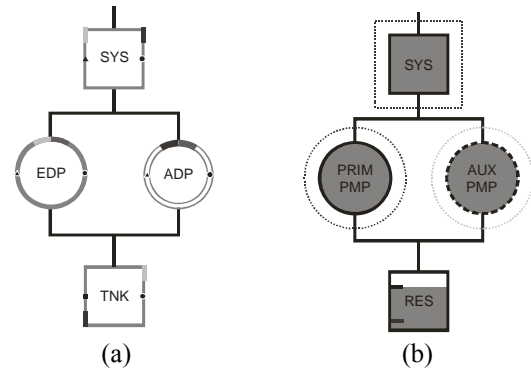 SYS
SYS
EDP
ADP
PRIM
PMP
AUX
PMP
TNK
RES
(a)
(b)